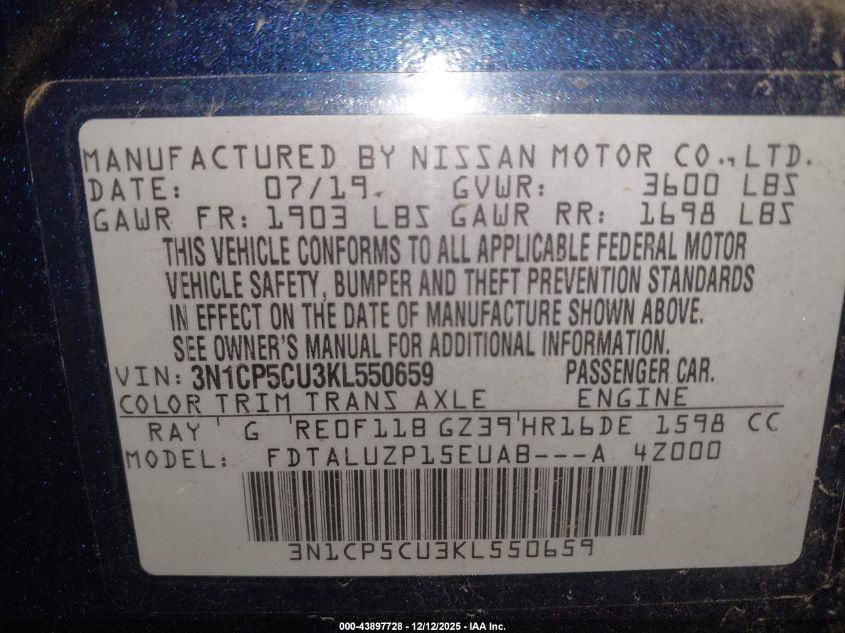 MANUFACTURED BY NISSAN MOTOR CO., LTD.
DATE: 07/19 GVWR: 3600 LBS
GAWR FR: 1903 LBS GAWR RR: 1698 LBS
THIS VEHICLE CONFORMS TO ALL APPLICABLE FEDERAL MOTOR
VEHICLE SAFETY, BUMPER AND THEFT PREVENTION STANDARDS
IN EFFECT ON THE DATE OF MANUFACTURE SHOWN ABOVE.
SEE OWNER'S MANUAL FOR ADDITIONAL INFORMATION.
VIN: 3N1CP5CU3KL550659 PASSENGER CAR.
COLOR TRIM TRANS AXLE ENGINE
RAY G RE0F11B GZ39 HR16DE 1598 CC
MODEL: FDTALUZP15EUAB---A 4Z000
3N1CP5CU3KL550659
000-43897728 - 12/12/2025 - IAA Inc.